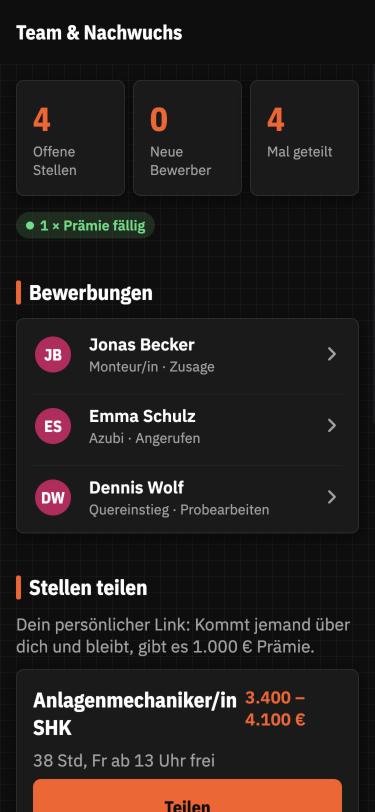 Team & Nachwuchs
4
Offene
Stellen
0
Neue
Bewerber
4
Mal geteilt
1 × Prämie fällig
Bewerbungen
JB
Jonas Becker
Monteur/in · Zusage
ES
Emma Schulz
Azubi · Angerufen
DW
Dennis Wolf
Quereinstieg · Probearbeiten
Stellen teilen
Dein persönlicher Link: Kommt jemand über
dich und bleibt, gibt es 1.000 € Prämie.
Anlagenmechaniker/in
SHK
3.400 –
4.100 €
38 Std, Fr ab 13 Uhr frei
Teilen